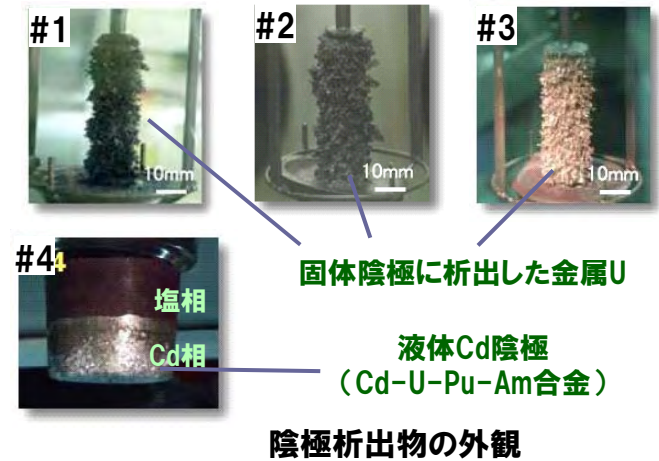 #1
#2
#3
10mm
10mm
10mm
固体陰極に析出した金属U
#4
4
塩相
Cd相
液体Cd陰極
(Cd-U-Pu-Am合金)
陰極析出物の外観